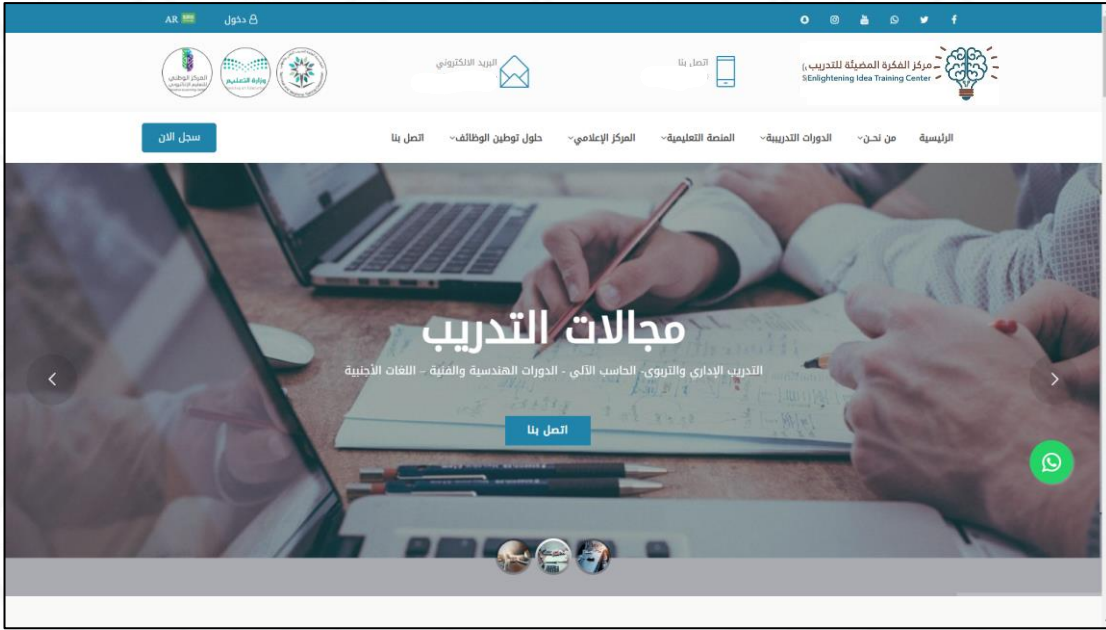 دخول
AR
مركز الفكرة المضيئة للتدريب
Enlightening Idea Training Center
اتصل بنا
البريد الالكتروني
وزارة التعليم
المركز الوطني
للتعليم الإلكتروني
الرئيسية
من نحن
الدورات التدريبية
المنصة التعليمية
المركز الإعلامي
حلول توطين الوظائف
اتصل بنا
سجل الان
مجالات التدريب
التدريب الإداري والتربوي- الحاسب الآلي - الدورات الهندسية والفنية – اللغات الأجنبية
اتصل بنا